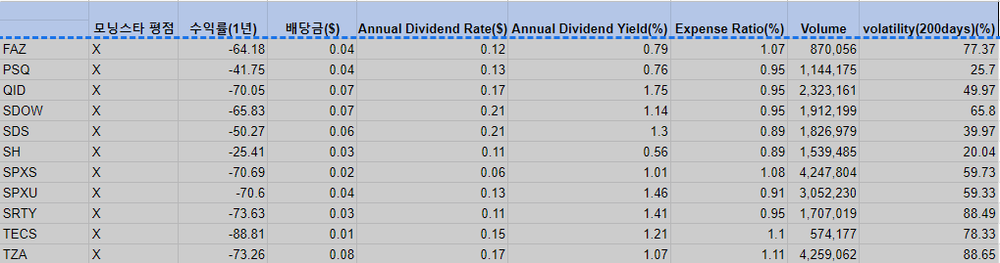 모닝스타 평점 수익률(1년) 배당금($) Annual Dividend Rate($) Annual Dividend Yield(%) Expense Ratio(%) Volume volatility(200days)(%)
FAZ X -64.18 0.04 0.12 0.79 1.07 870,056 77.37
PSQ X -41.75 0.04 0.13 0.76 0.95 1,144,175 25.7
QID X -70.05 0.07 0.17 1.75 0.95 2,323,161 49.97
SDOW X -65.83 0.07 0.21 1.14 0.95 1,912,199 65.8
SDS X -50.27 0.06 0.21 1.3 0.89 1,826,979 39.97
SH X -25.41 0.03 0.11 0.56 0.89 1,539,485 20.04
SPXS X -70.69 0.02 0.06 1.01 1.08 4,247,804 59.73
SPXU X -70.6 0.04 0.13 1.46 0.91 3,052,230 59.33
SRTY X -73.63 0.03 0.11 1.41 0.95 1,707,019 88.49
TECS X -88.81 0.01 0.15 1.21 1.1 574,177 78.33
TZA X -73.26 0.08 0.17 1.07 1.11 4,259,062 88.65